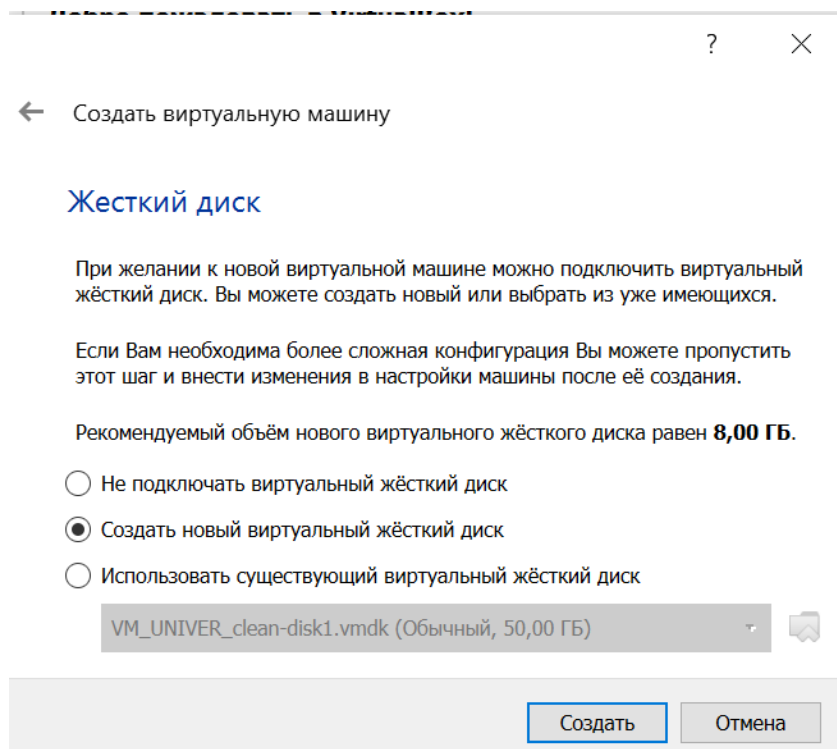 ?
Создать виртуальную машину
Жесткий диск
При желании к новой виртуальной машине можно подключить виртуальный
жёсткий диск. Вы можете создать новый или выбрать из уже имеющихся.
Если Вам необходима более сложная конфигурация Вы можете пропустить
этот шаг и внести изменения в настройки машины после её создания.
Рекомендуемый объём нового виртуального жёсткого диска равен 8,00 ГБ.
Не подключать виртуальный жёсткий диск
Создать новый виртуальный жёсткий диск
Использовать существующий виртуальный жёсткий диск
VM_UNIVER_clean-disk1.vmdk (Обычный, 50,00 ГБ)
Создать
Отмена